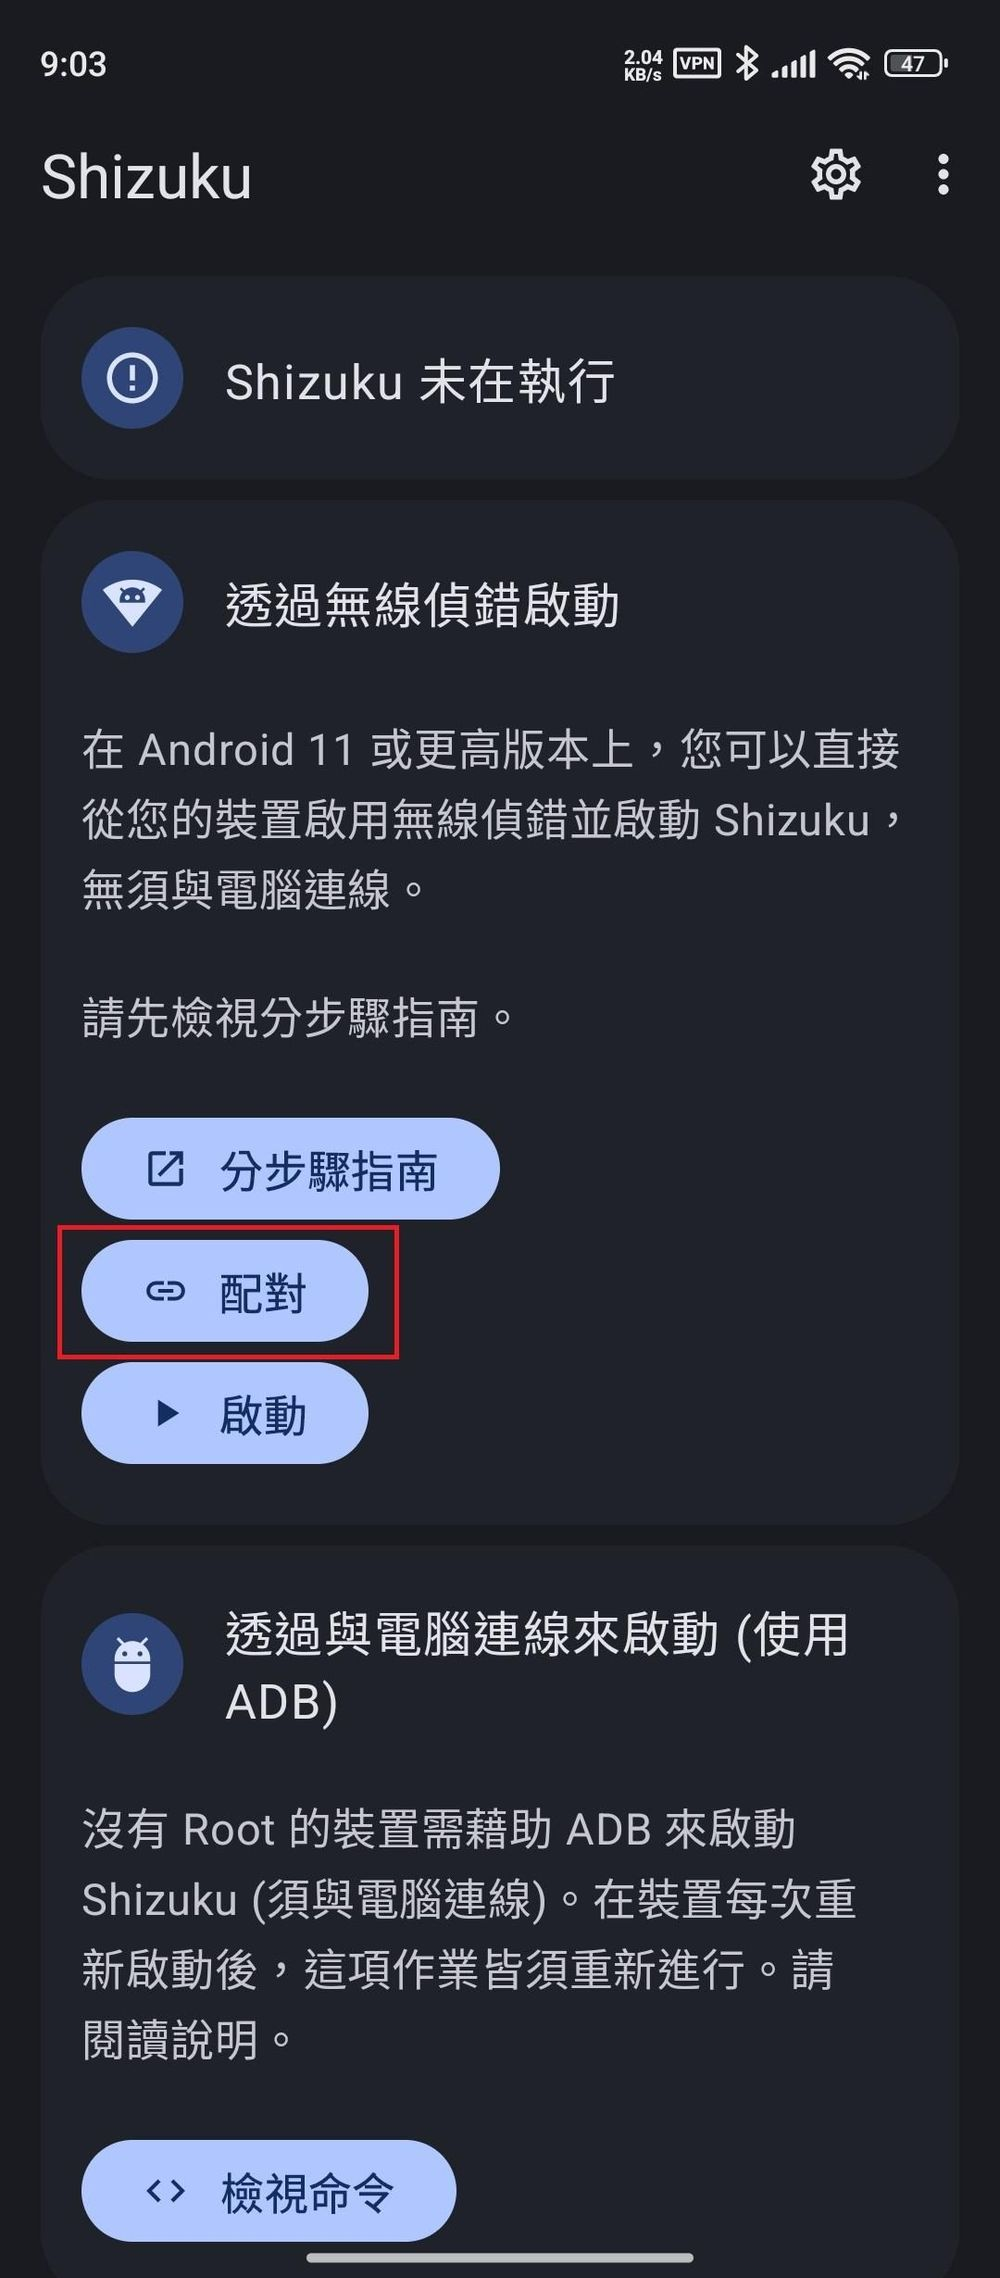 9:03
2.04
KB/s
VPN
47
Shizuku
Shizuku 未在執行
透過無線偵錯啟動
在 Android 11 或更高版本上，您可以直接
從您的裝置啟用無線偵錯並啟動 Shizuku，
無須與電腦連線。
請先檢視分步驟指南。
分步驟指南
配對
啟動
透過與電腦連線來啟動 (使用
ADB)
沒有 Root 的裝置需藉助 ADB 來啟動
Shizuku (須與電腦連線)。在裝置每次重
新啟動後，這項作業皆須重新進行。請
閱讀說明。
檢視命令